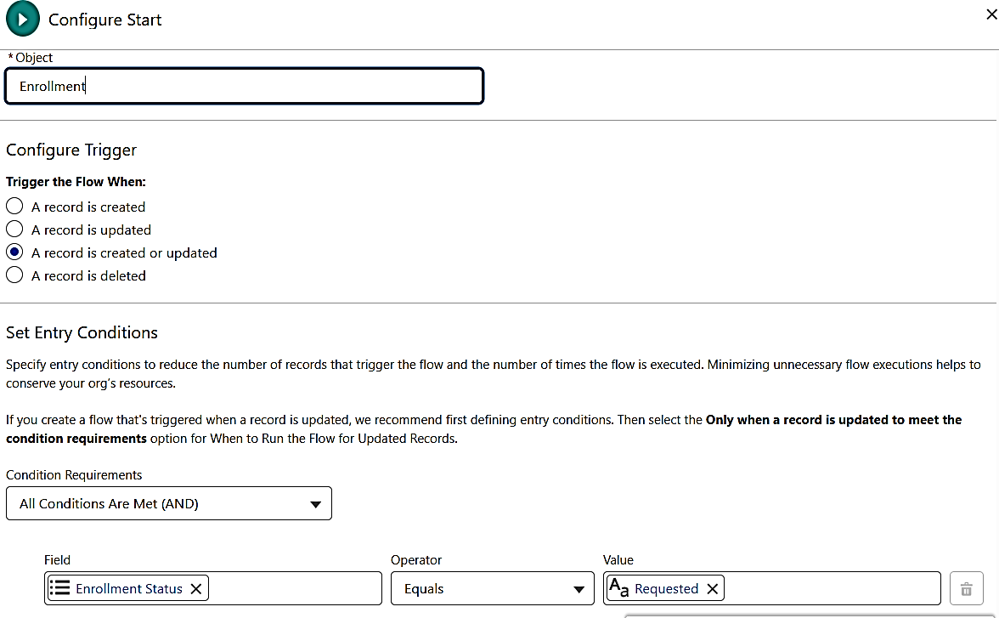 Configure Start
* Object
Enrollment
Configure Trigger
Trigger the Flow When:
A record is created
A record is updated
A record is created or updated
A record is deleted
Set Entry Conditions
Specify entry conditions to reduce the number of records that trigger the flow and the number of times the flow is executed. Minimizing unnecessary flow executions helps to
conserve your org's resources.
If you create a flow that's triggered when a record is updated, we recommend first defining entry conditions. Then select the Only when a record is updated to meet the
condition requirements option for When to Run the Flow for Updated Records.
Condition Requirements
All Conditions Are Met (AND)
Field Operator Value
Enrollment Status Equals Aa Requested